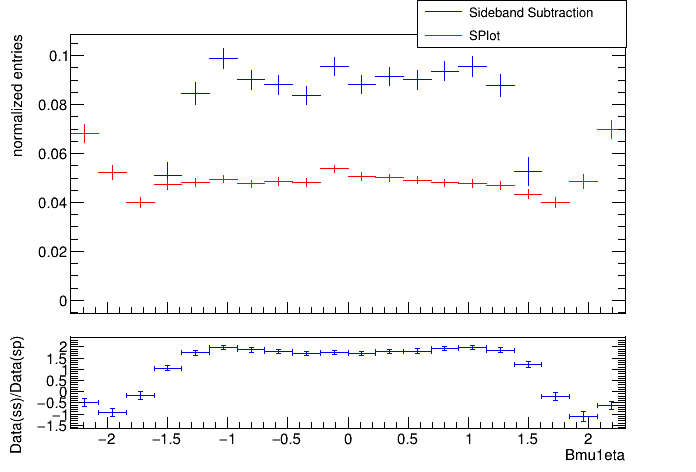 Sideband Subtraction
SPlot
normalized entries
0.1
0.08
0.06
0.04
0.02
0
Data(ss)/Data(sp)
2
1.5
1
0.5
0
−0.5
−1
−1.5
−2 −1.5 −1 −0.5 0 0.5 1 1.5 2
Bmu1eta